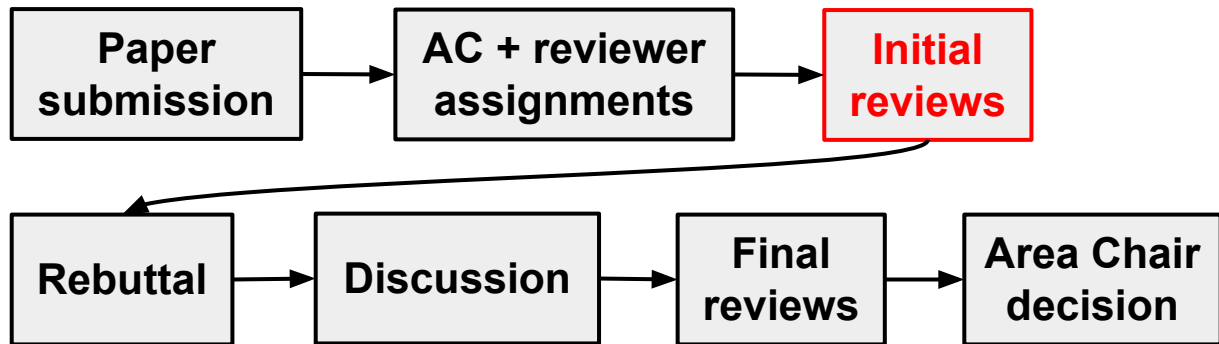 Paper
submission
AC + reviewer
assignments
Initial
reviews
Rebuttal
Discussion
Final
reviews
Area Chair
decision